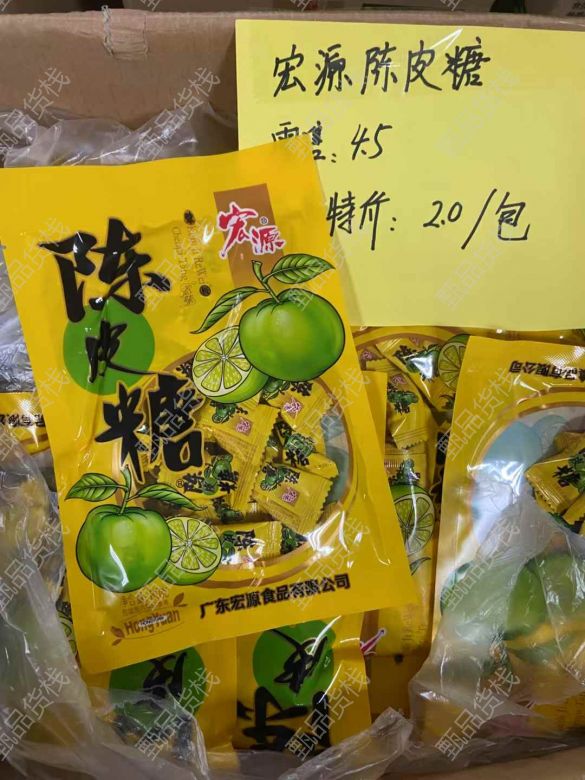 宏源陈皮糖
零售:4.5
特价:2.0/包
宏源
陈皮糖
HongYuan
广东宏源食品有限公司
甄品货栈